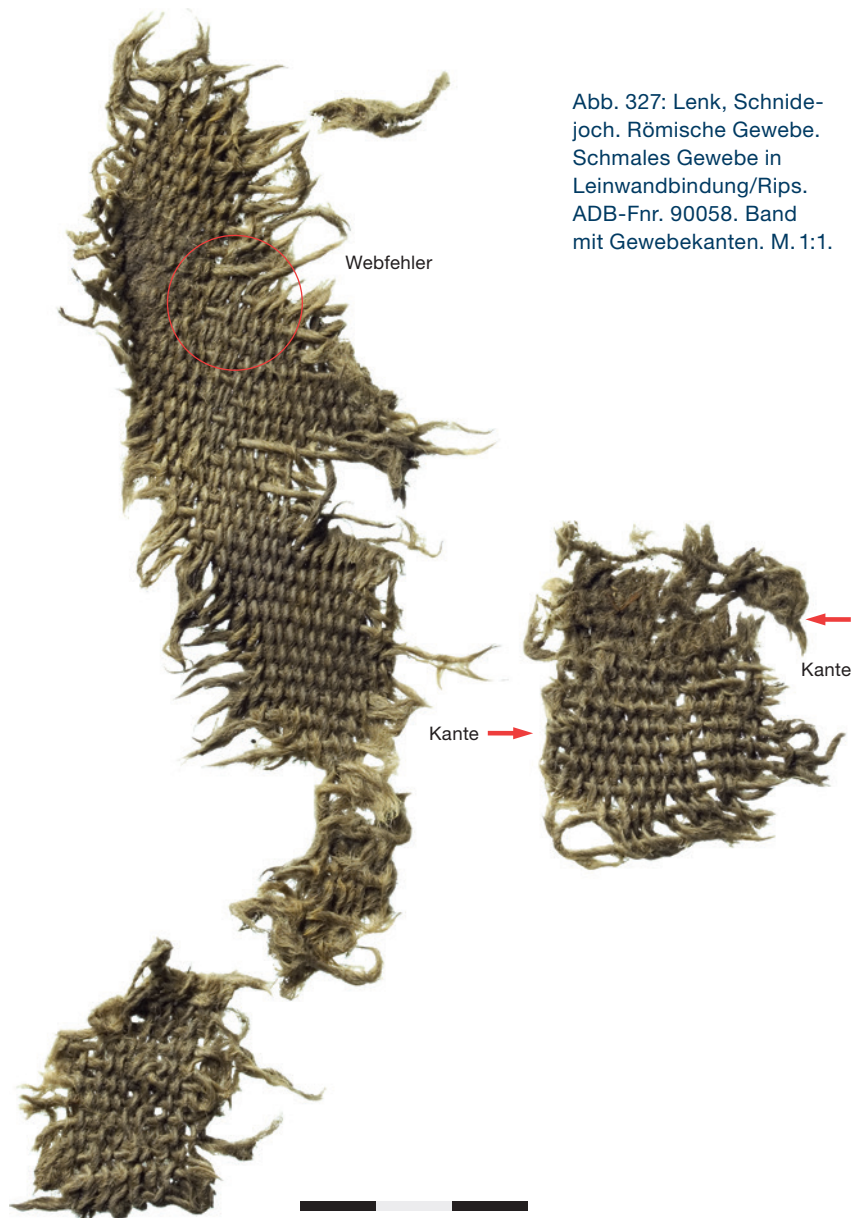 Abb. 327: Lenk, Schnide-
joch. Römische Gewebe.
Schmales Gewebe in
Leinwandbindung/Rips.
ADB-Fnr. 90058. Band
mit Gewebekanten. M. 1:1.
Webfehler
Kante
Kante